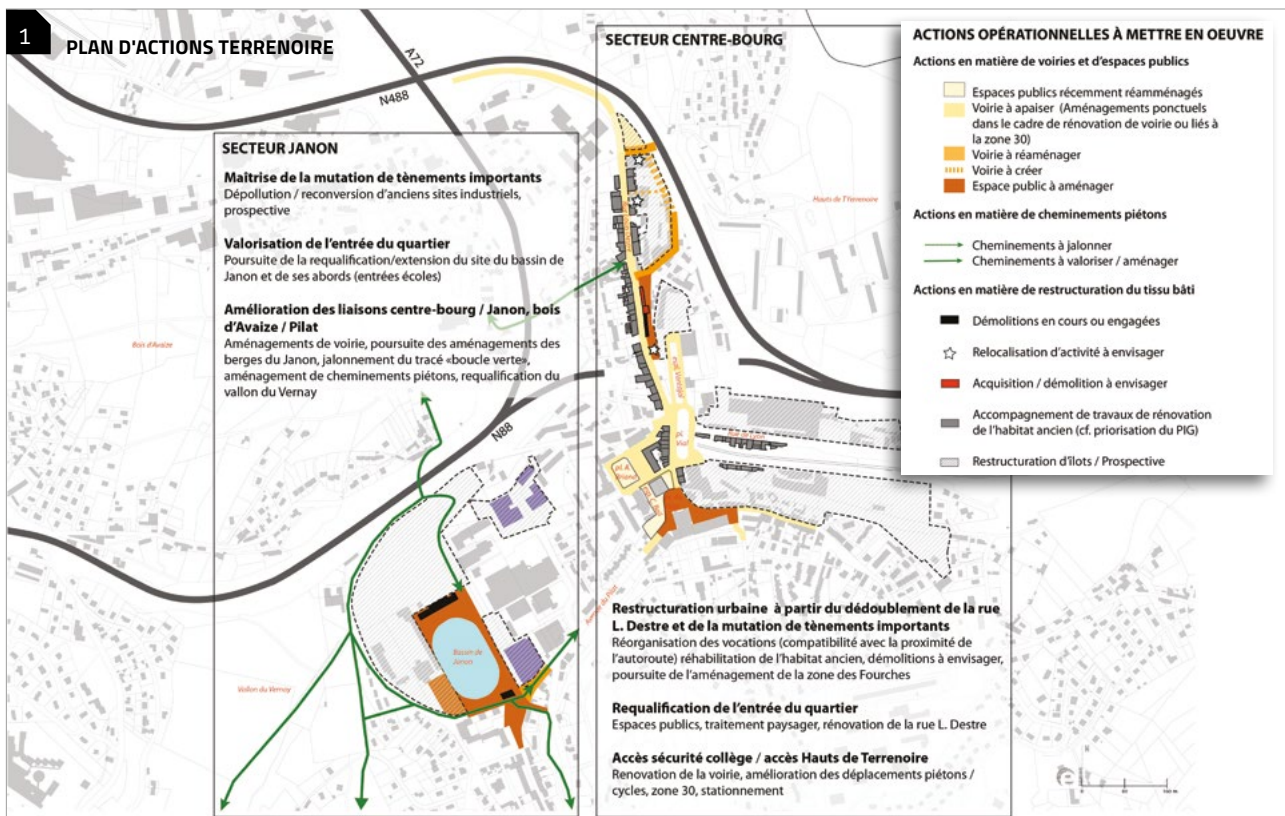 1
PLAN D'ACTIONS TERRENOIRE
A72
N488
SECTEUR JANON
Maîtrise de la mutation de tènements importants
Dépollution / reconversion d'anciens sites industriels,
prospective
Valorisation de l'entrée du quartier
Poursuite de la requalification/extension du site du bassin de
Janon et de ses abords (entrées écoles)
Amélioration des liaisons centre-bourg / Janon, bois
d'Avaize / Pilat
Aménagements de voirie, poursuite des aménagements des
berges du Janon, jalonnement du tracé «boucle verte»,
aménagement de cheminements piétons, requalification du
vallon du Vernay
Bois d'Avaize
N88
Bassin de
Janon
Vallon du Vernay
SECTEUR CENTRE-BOURG
Hauts de Terrenoire
pl.
pl. A.
Briand
Rue de Lyon
Avenue du Pilat
Restructuration urbaine à partir du dédoublement de la rue
L. Destre et de la mutation de tènements importants
Réorganisation des vocations (compatibilité avec la proximité de
l'autoroute) réhabilitation de l'habitat ancien, démolitions à envisager,
poursuite de l'aménagement de la zone des Fourches
Requalification de l'entrée du quartier
Espaces publics, traitement paysager, rénovation de la rue L. Destre
Accès sécurité collège / accès Hauts de Terrenoire
Renovation de la voirie, amélioration des déplacements piétons /
cycles, zone 30, stationnement
ACTIONS OPÉRATIONNELLES À METTRE EN OEUVRE
Actions en matière de voiries et d'espaces publics
Espaces publics récemment réamménagés
Voirie à apaiser (Aménagements ponctuels
dans le cadre de rénovation de voirie ou liés à
la zone 30)
Voirie à réaménager
Voirie à créer
Espace public à aménager
Actions en matière de cheminements piétons
Cheminements à jalonner
Cheminements à valoriser / aménager
Actions en matière de restructuration du tissu bâti
Démolitions en cours ou engagées
Relocalisation d'activité à envisager
Acquisition / démolition à envisager
Accompagnement de travaux de rénovation
de l'habitat ancien (cf. priorisation du PIG)
Restructuration d'îlots / Prospective